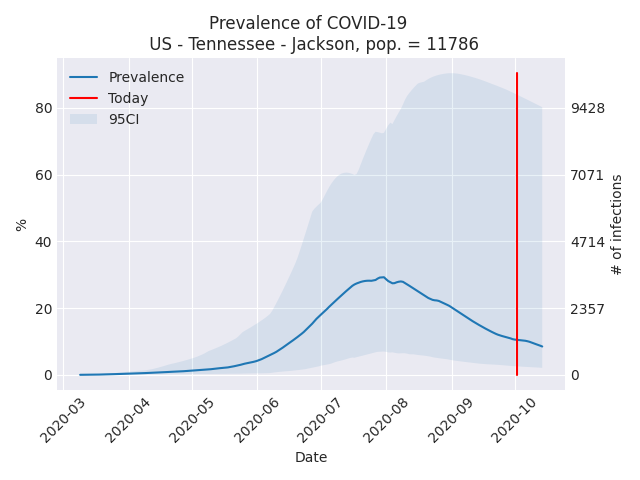 Prevalence of COVID-19
US - Tennessee - Jackson, pop. = 11786
Prevalence
Today
95CI
80
60
40
20
0
%
9428
7071
4714
2357
0
# of infections
2020-03
2020-04
2020-05
2020-06
2020-07
2020-08
2020-09
2020-10
Date